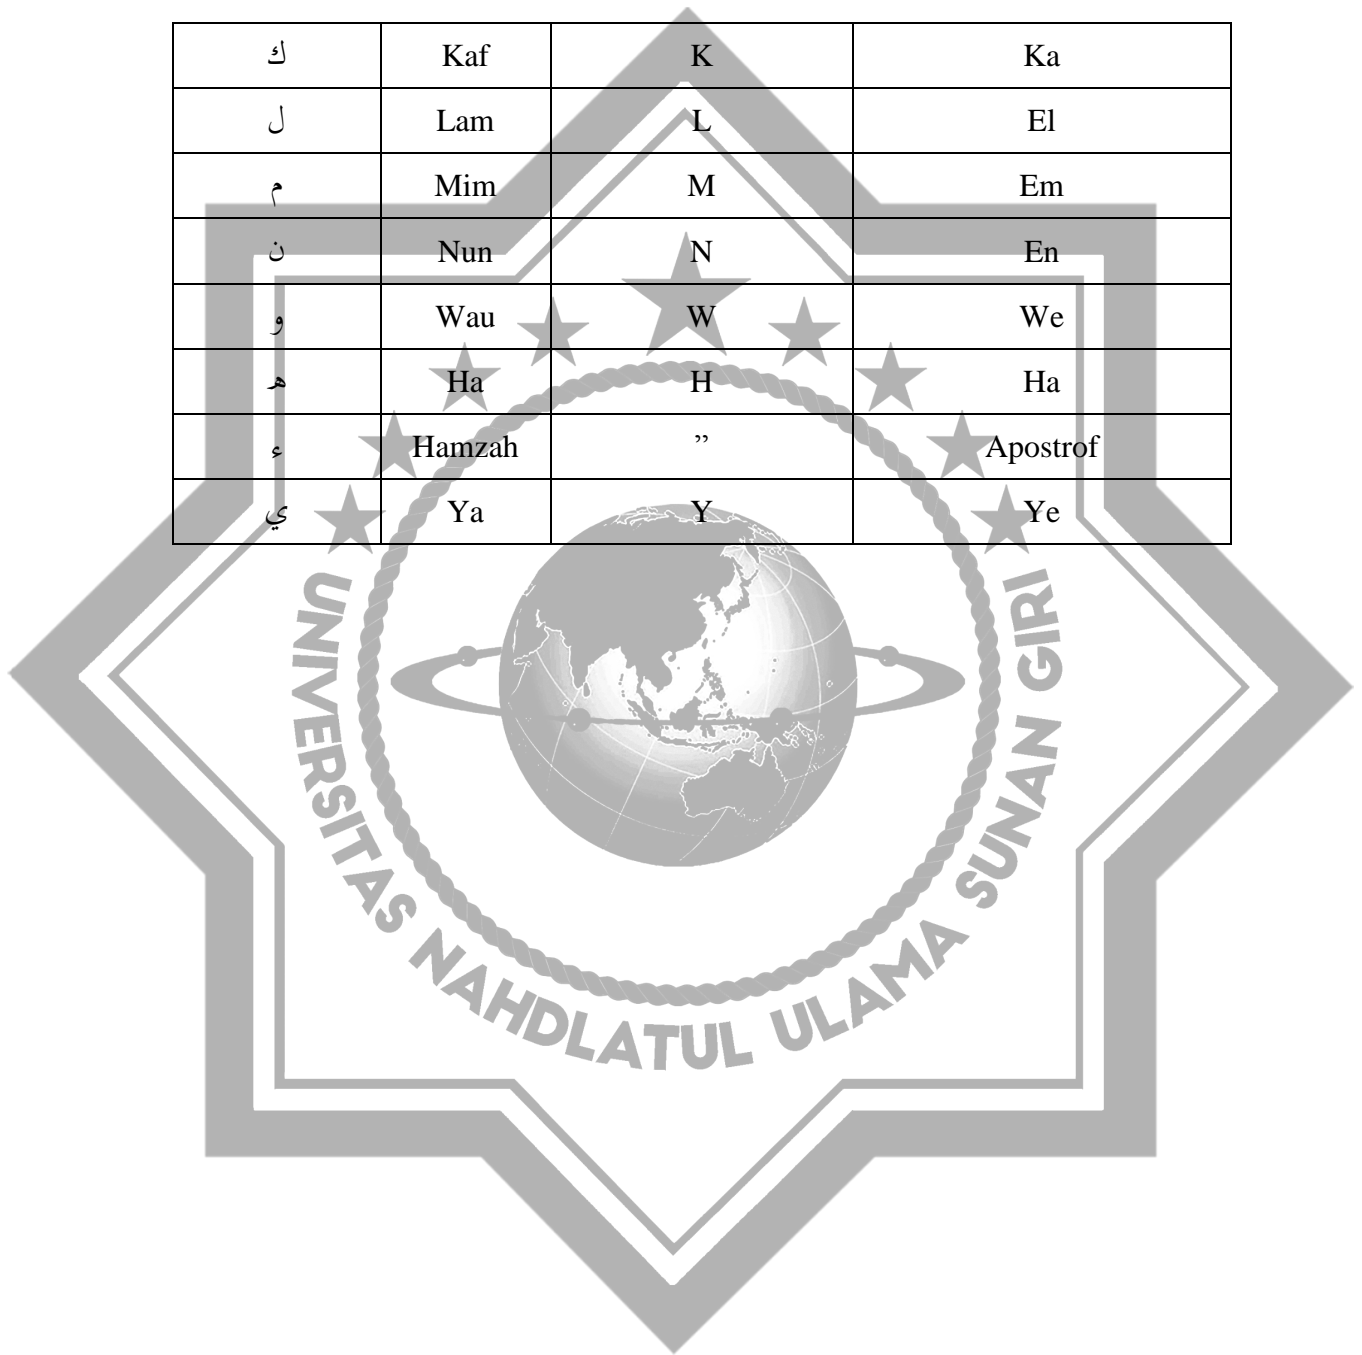 ك Kaf K Ka
ل Lam L El
م Mim M Em
ن Nun N En
و Wau W We
ه Ha H Ha
ء Hamzah ” Apostrof
ي Ya Y Ye
UNIVERSITAS NAHDLATUL ULAMA SUNAN GIRI